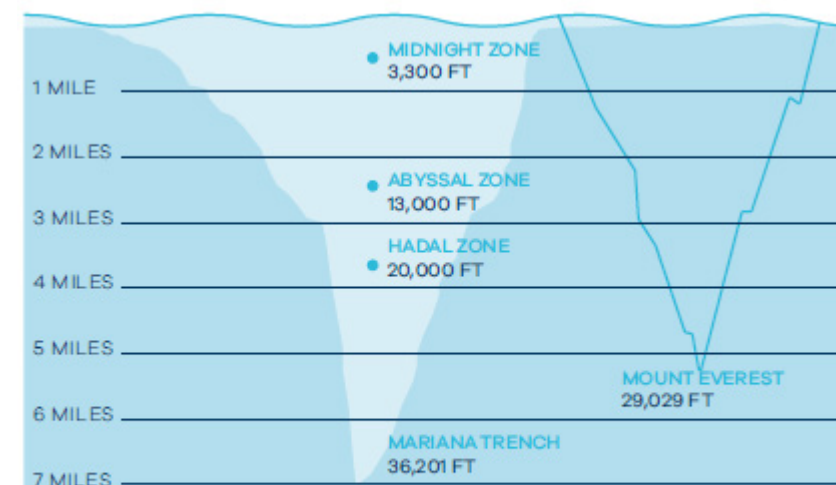 MIDNIGHT ZONE
3,300 FT
1 MILE
2 MILES
ABYSSAL ZONE
13,000 FT
3 MILES
HADAL ZONE
20,000 FT
4 MILES
5 MILES
MOUNT EVEREST
29,029 FT
6 MILES
MARIANA TRENCH
36,201 FT
7 MILES